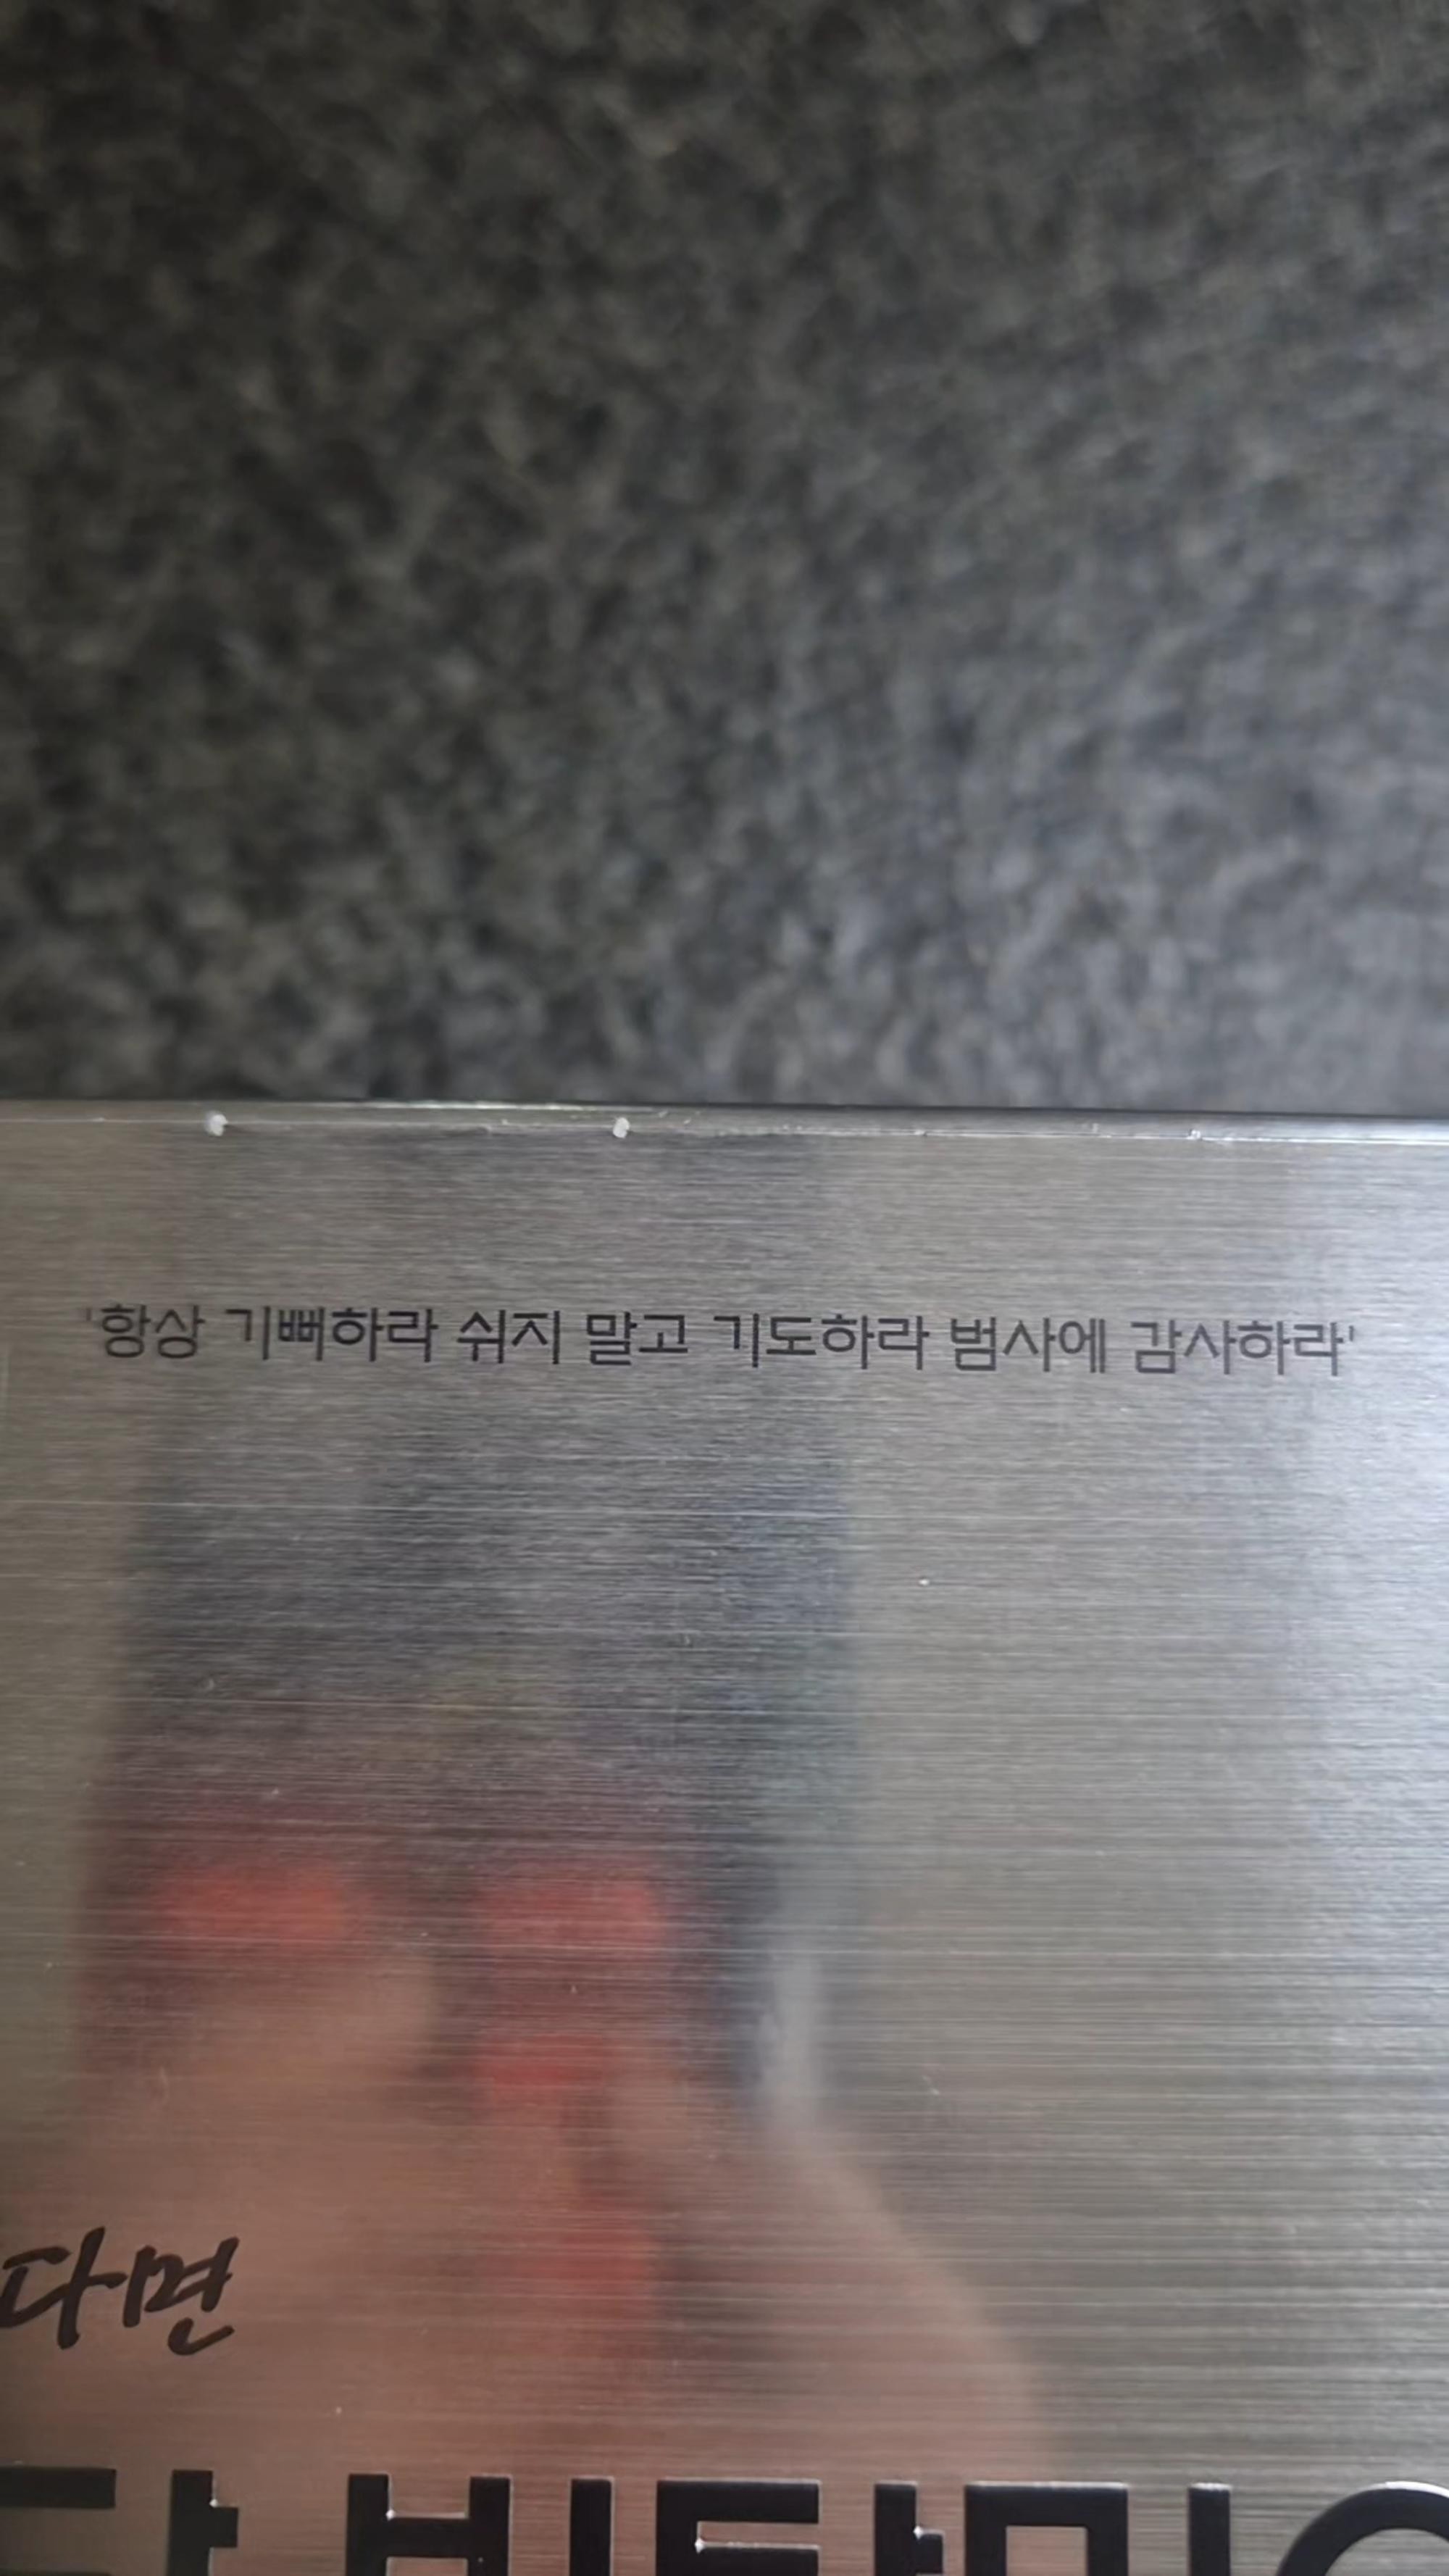 '항상 기뻐하라 쉬지 말고 기도하라 범사에 감사하라'
다면